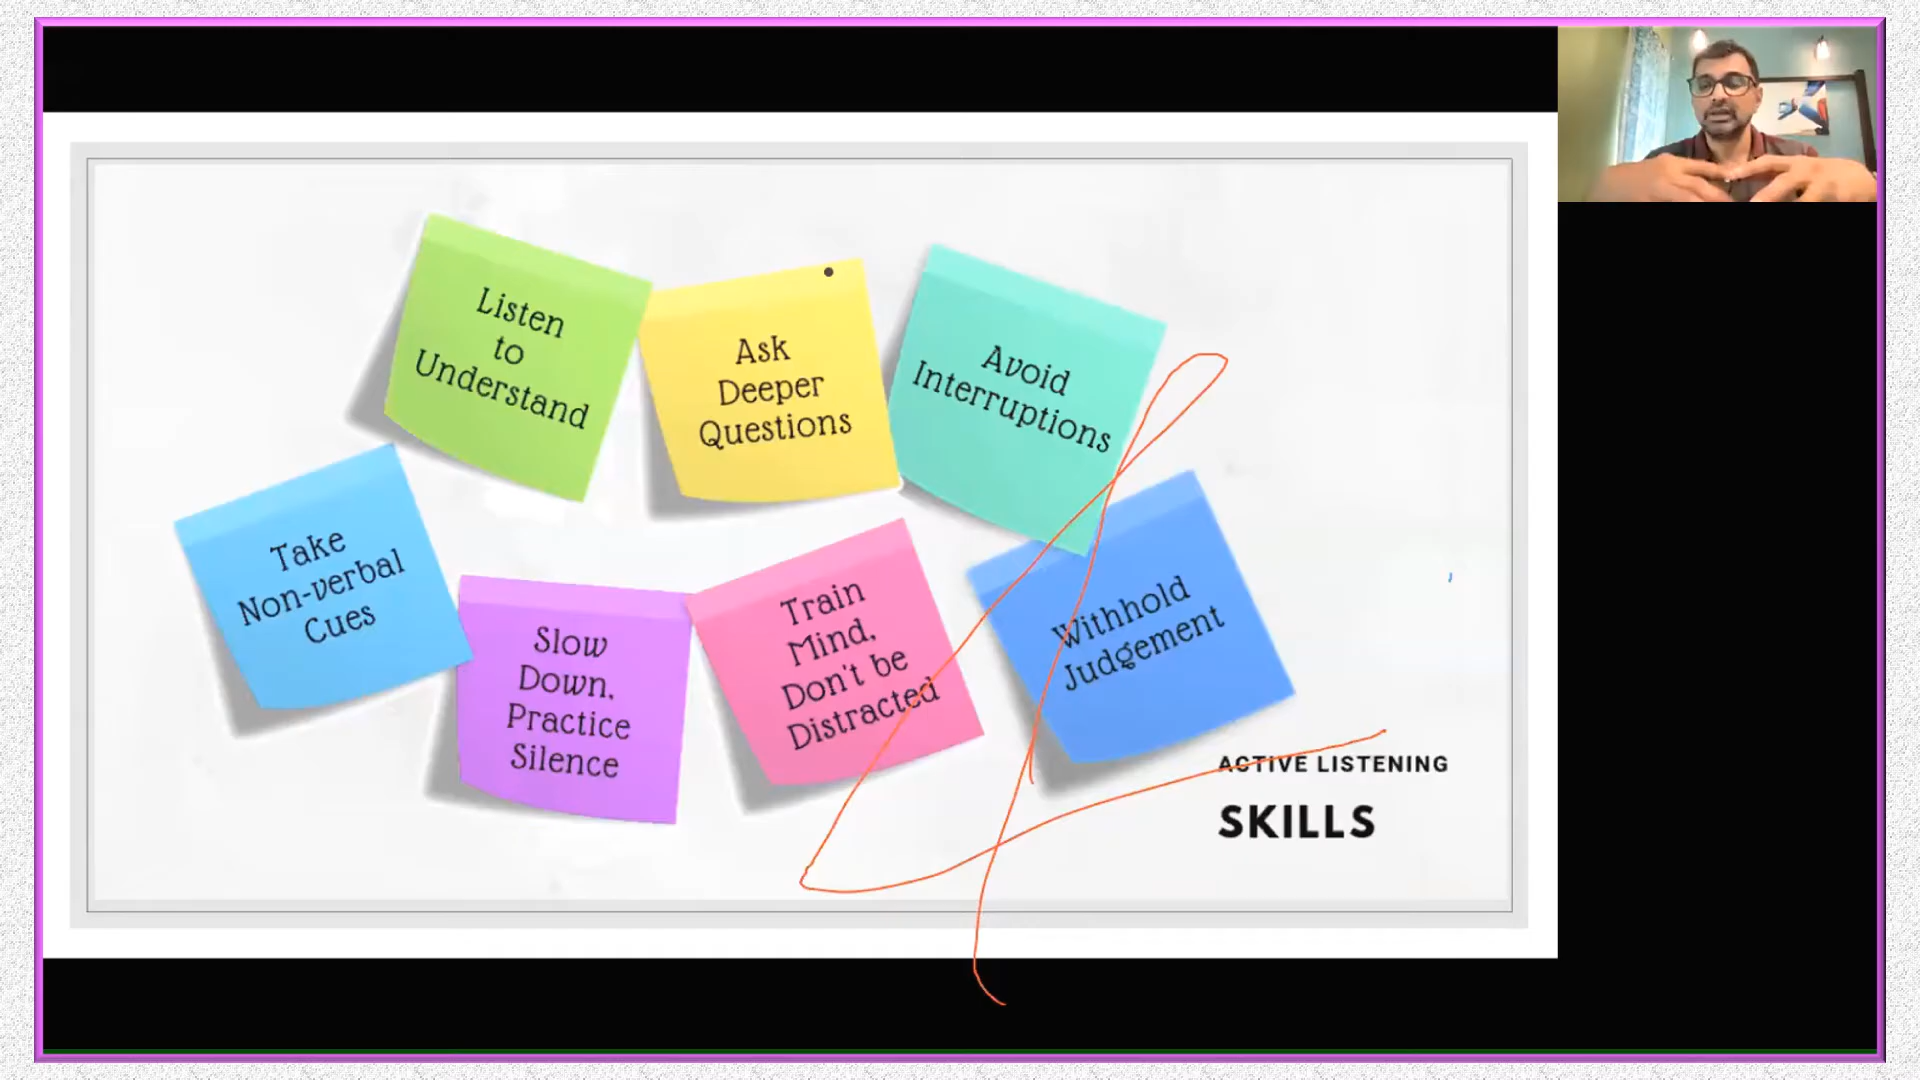 Listen
to
Understand
Ask
Deeper
Questions
Avoid
Interruptions
Take
Non-verbal
Cues
Slow
Down,
Practice
Silence
Train
Mind,
Don't be
Distracted
Withhold
Judgement
ACTIVE LISTENING
SKILLS